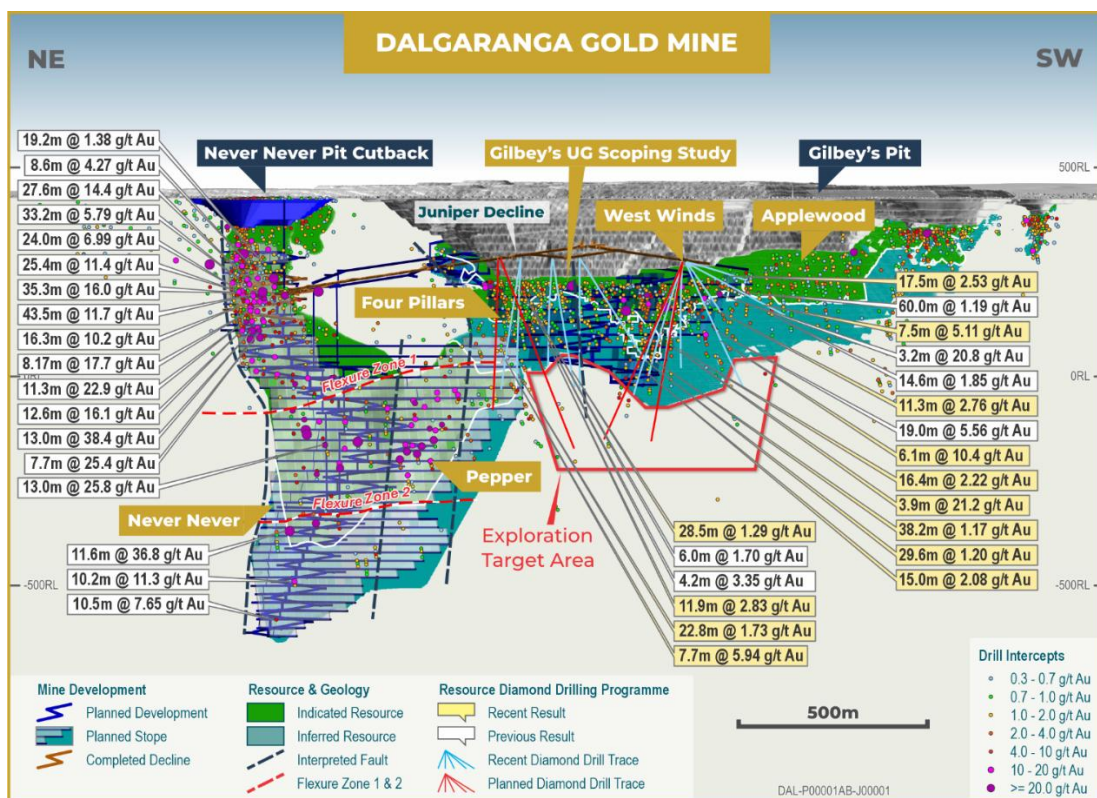 DALGARANGA GOLD MINE
NE
SW
19.2m @ 1.38 g/t Au
8.6m @ 4.27 g/t Au
27.6m @ 14.4 g/t Au
33.2m @ 5.79 g/t Au
24.0m @ 6.99 g/t Au
25.4m @ 11.4 g/t Au
35.3m @ 16.0 g/t Au
43.5m @ 11.7 g/t Au
16.3m @ 10.2 g/t Au
8.17m @ 17.7 g/t Au
11.3m @ 22.9 g/t Au
12.6m @ 16.1 g/t Au
13.0m @ 38.4 g/t Au
7.7m @ 25.4 g/t Au
13.0m @ 25.8 g/t Au
Never Never Pit Cutback
Gilbey's UG Scoping Study
Gilbey's Pit
500RL
500RL
Juniper Decline
West Winds
Applewood
Four Pillars
Flexure Zone 1
0RL
0RL
Pepper
Flexure Zone 2
Never Never
Exploration
Target Area
11.6m @ 36.8 g/t Au
10.2m @ 11.3 g/t Au
10.5m @ 7.65 g/t Au
-500RL
-500RL
17.5m @ 2.53 g/t Au
60.0m @ 1.19 g/t Au
7.5m @ 5.11 g/t Au
3.2m @ 20.8 g/t Au
14.6m @ 1.85 g/t Au
11.3m @ 2.76 g/t Au
19.0m @ 5.56 g/t Au
6.1m @ 10.4 g/t Au
16.4m @ 2.22 g/t Au
3.9m @ 21.2 g/t Au
38.2m @ 1.17 g/t Au
29.6m @ 1.20 g/t Au
15.0m @ 2.08 g/t Au
28.5m @ 1.29 g/t Au
6.0m @ 1.70 g/t Au
4.2m @ 3.35 g/t Au
11.9m @ 2.83 g/t Au
22.8m @ 1.73 g/t Au
7.7m @ 5.94 g/t Au
Mine Development
Planned Development
Planned Stope
Completed Decline
Resource & Geology
Indicated Resource
Inferred Resource
Interpreted Fault
Flexure Zone 1 & 2
Resource Diamond Drilling Programme
Recent Result
Previous Result
Recent Diamond Drill Trace
Planned Diamond Drill Trace
500m
DAL-P00001AB-J00001
Drill Intercepts
0.3 - 0.7 g/t Au
0.7 - 1.0 g/t Au
1.0 - 2.0 g/t Au
2.0 - 4.0 g/t Au
4.0 - 10 g/t Au
10 - 20 g/t Au
>= 20.0 g/t Au